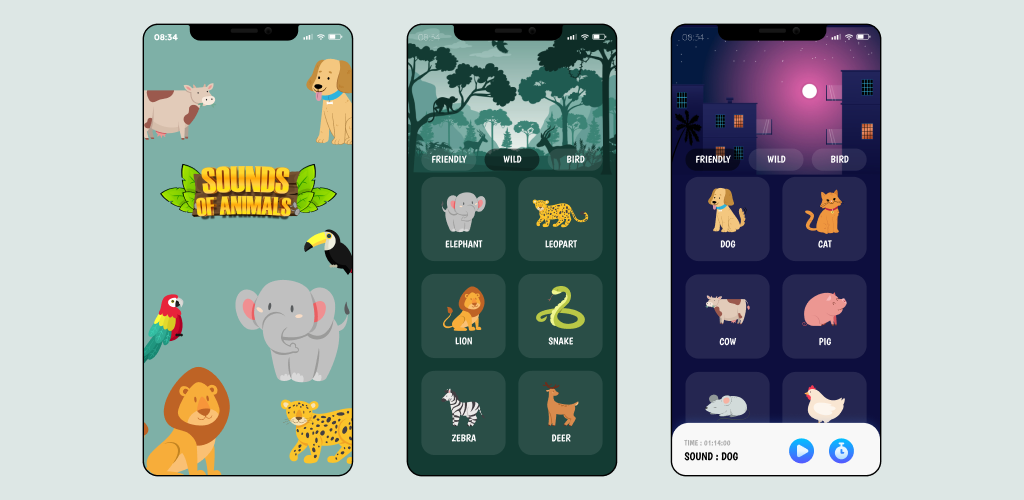 08:34
SOUNDS
OF ANIMALS
08:34
FRIENDLY WILD BIRD
ELEPHANT LEOPART
LION SNAKE
ZEBRA DEER
08:34
FRIENDLY WILD BIRD
DOG CAT
COW PIG
TIME : 01:14:00
SOUND : DOG